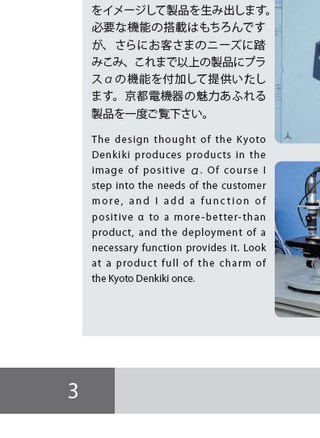 をイメージして製品を生み出します。
必要な機能の搭載はもちろんです
が、さらにお客さまのニーズに踏
みこみ、これまで以上の製品にプラ
スαの機能を付加して提供いたし
ます。京都電機器の魅力あふれる
製品を一度ご覧下さい。
The design thought of the Kyoto
Denkiki produces products in the
image of positive α. Of course I
step into the needs of the customer
more, and I add a function of
positive α to a more-better-than
product, and the deployment of a
necessary function provides it. Look
at a product full of the charm of
the Kyoto Denkiki once.
3